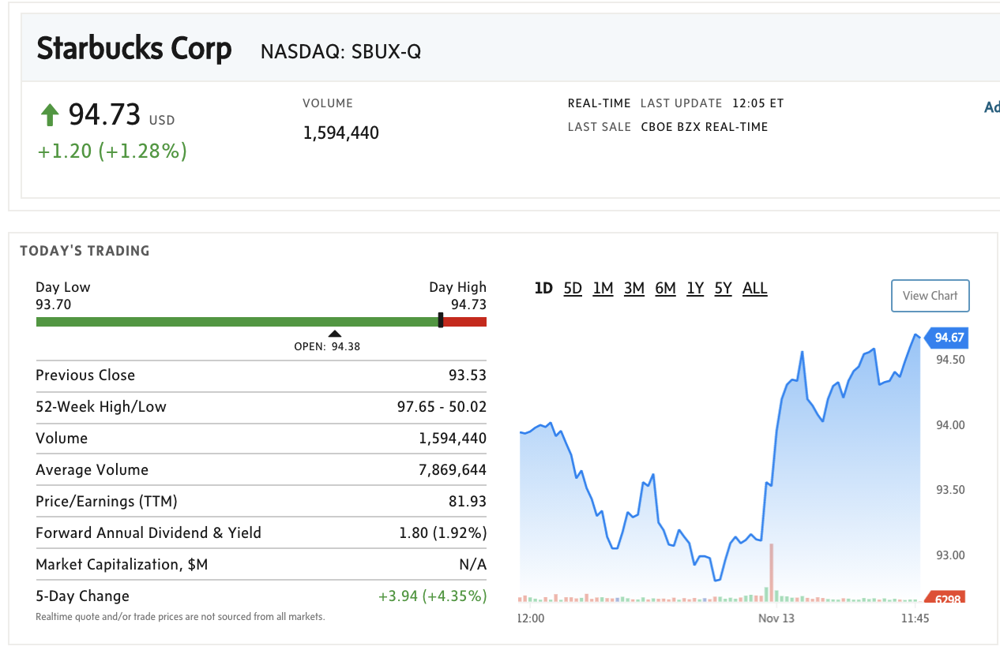 Starbucks Corp NASDAQ: SBUX-Q
94.73 USD
+1.20 (+1.28%)
VOLUME
1,594,440
REAL-TIME LAST UPDATE 12:05 ET
LAST SALE CBOE BZX REAL-TIME
Ad
TODAY'S TRADING
Day Low Day High
93.70 94.73
OPEN: 94.38
Previous Close 93.53
52-Week High/Low 97.65 - 50.02
Volume 1,594,440
Average Volume 7,869,644
Price/Earnings (TTM) 81.93
Forward Annual Dividend & Yield 1.80 (1.92%)
Market Capitalization, $M N/A
5-Day Change +3.94 (+4.35%)
Realtime quote and/or trade prices are not sourced from all markets.
1D 5D 1M 3M 6M 1Y 5Y ALL
View Chart
94.67
94.50
94.00
93.50
93.00
6298
12:00 Nov 13 11:45